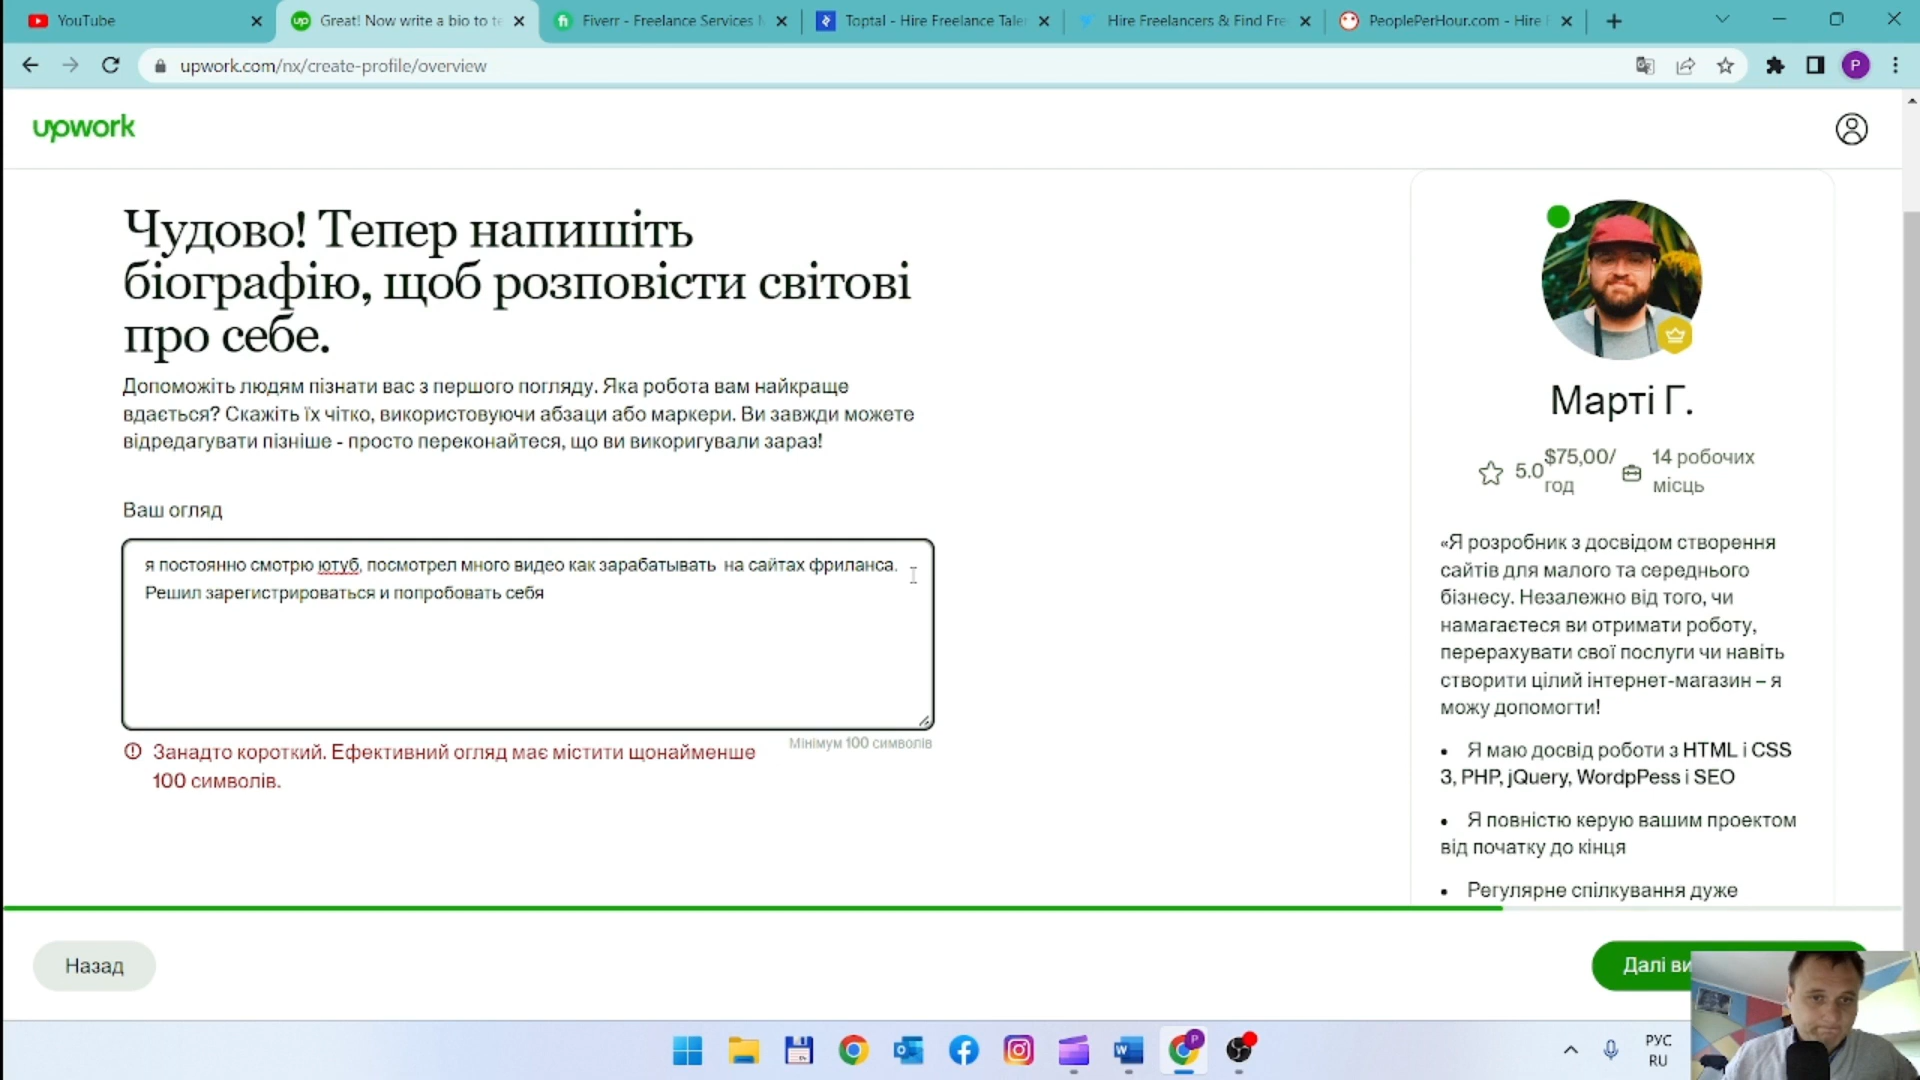 YouTube
Great! Now write a bio to te
Fiverr - Freelance Services
Toptal - Hire Freelance Taler
Hire Freelancers & Find Fre
PeoplePerHour.com - Hire
upwork.com/nx/create-profile/overview
P
upwork
Чудово! Тепер напишіть
біографію, щоб розповісти світові
про себе.
Допоможіть людям пізнати вас з першого погляду. Яка робота вам найкраще
вдається? Скажіть їх чітко, використовуючи абзаци або маркери. Ви завжди можете
відредагувати пізніше - просто переконайтеся, що ви викоригували зараз!
Ваш огляд
я постоянно смотрю ютуб, посмотрел много видео как зарабатывать на сайтах фриланса.
Решил зарегистрироваться и попробовать себя
Мінімум 100 символів
Занадто короткий. Ефективний огляд має містити щонайменше
100 символів.
Марті Г.
5.0
$75,00/
год
14 робочих
місць
«Я розробник з досвідом створення
сайтів для малого та середнього
бізнесу. Незалежно від того, чи
намагаєтеся ви отримати роботу,
перерахувати свої послуги чи навіть
створити цілий інтернет-магазин – я
можу допомогти!
• Я маю досвід роботи з HTML і CSS
3, PHP, jQuery, WordpPess і SEO
• Я повністю керую вашим проектом
від початку до кінця
• Регулярне спілкування дуже
Назад
Далі ви
РУС
RU